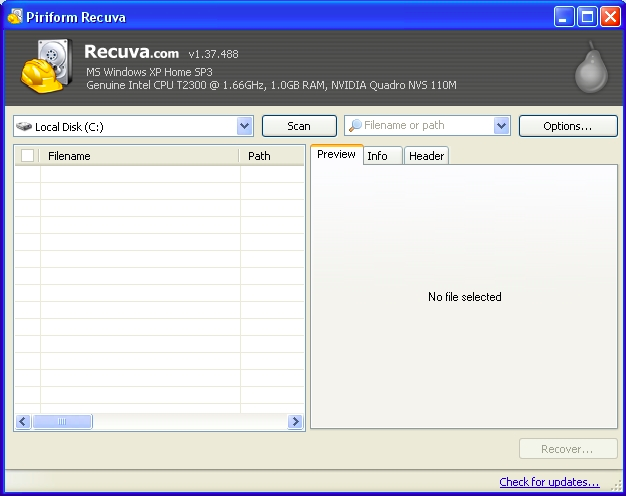 Piriform Recuva
Recuva.com v1.37.488
MS Windows XP Home SP3
Genuine Intel CPU T2300 @ 1.66GHz, 1.0GB RAM, NVIDIA Quadro NVS 110M
Local Disk (C:) Scan Filename or path Options...
Filename Path Preview Info Header
No file selected
Recover...
Check for updates...